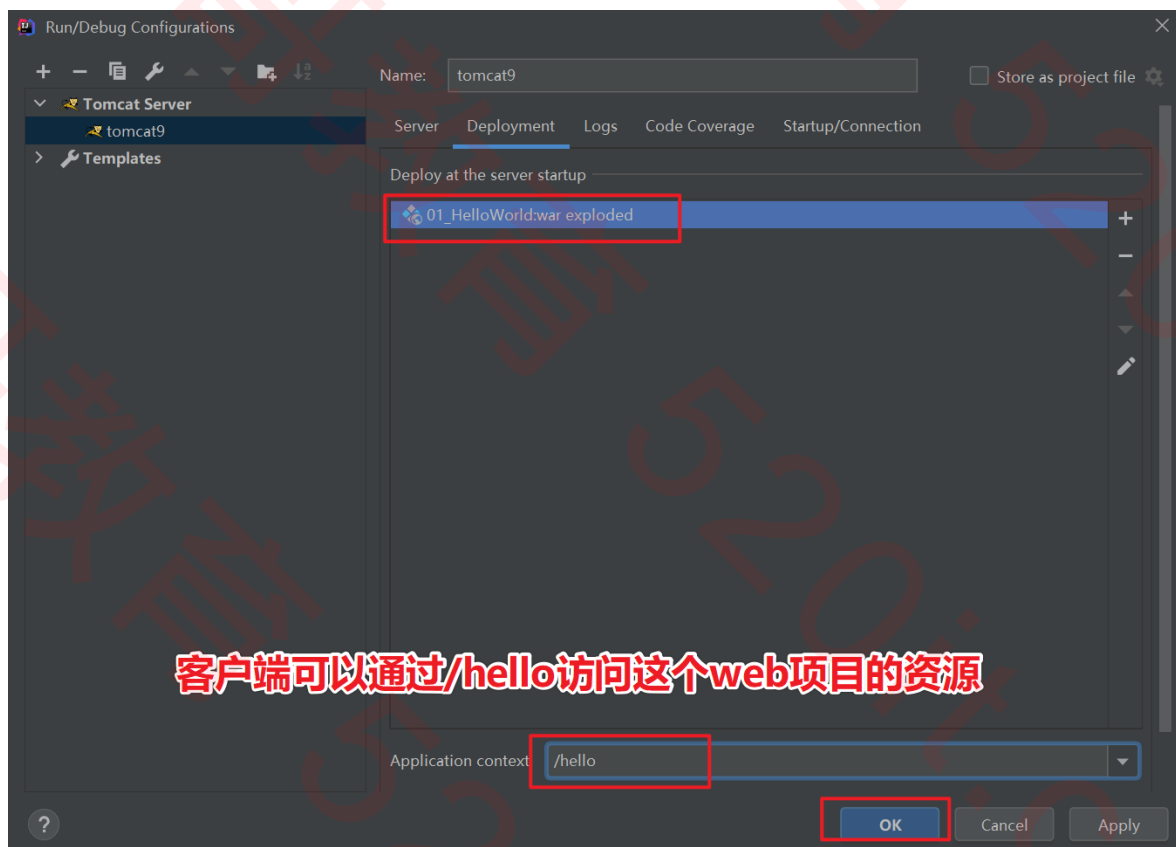 Run/Debug Configurations
Name: tomcat9
Store as project file
Tomcat Server
tomcat9
Templates
Server Deployment Logs Code Coverage Startup/Connection
Deploy at the server startup
01_HelloWorld:war exploded
客户端可以通过/hello访问这个web项目的资源
Application context /hello
?
OK Cancel Apply
教育
520it